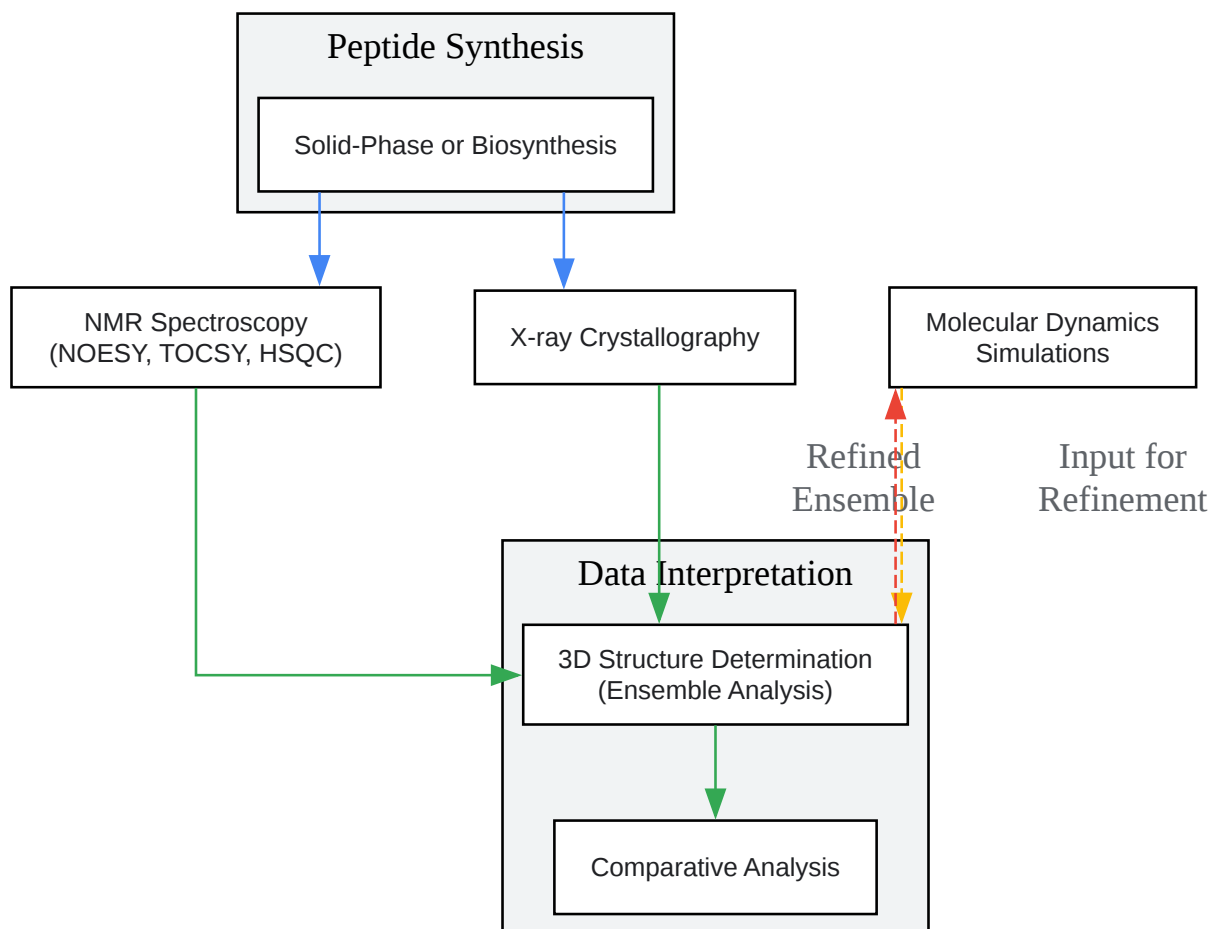 Peptide Synthesis
Solid-Phase or Biosynthesis
NMR Spectroscopy
(NOESY, TOCSY, HSQC)
X-ray Crystallography
Molecular Dynamics
Simulations
Refined
Ensemble
Input for
Refinement
Data Interpretation
3D Structure Determination
(Ensemble Analysis)
Comparative Analysis